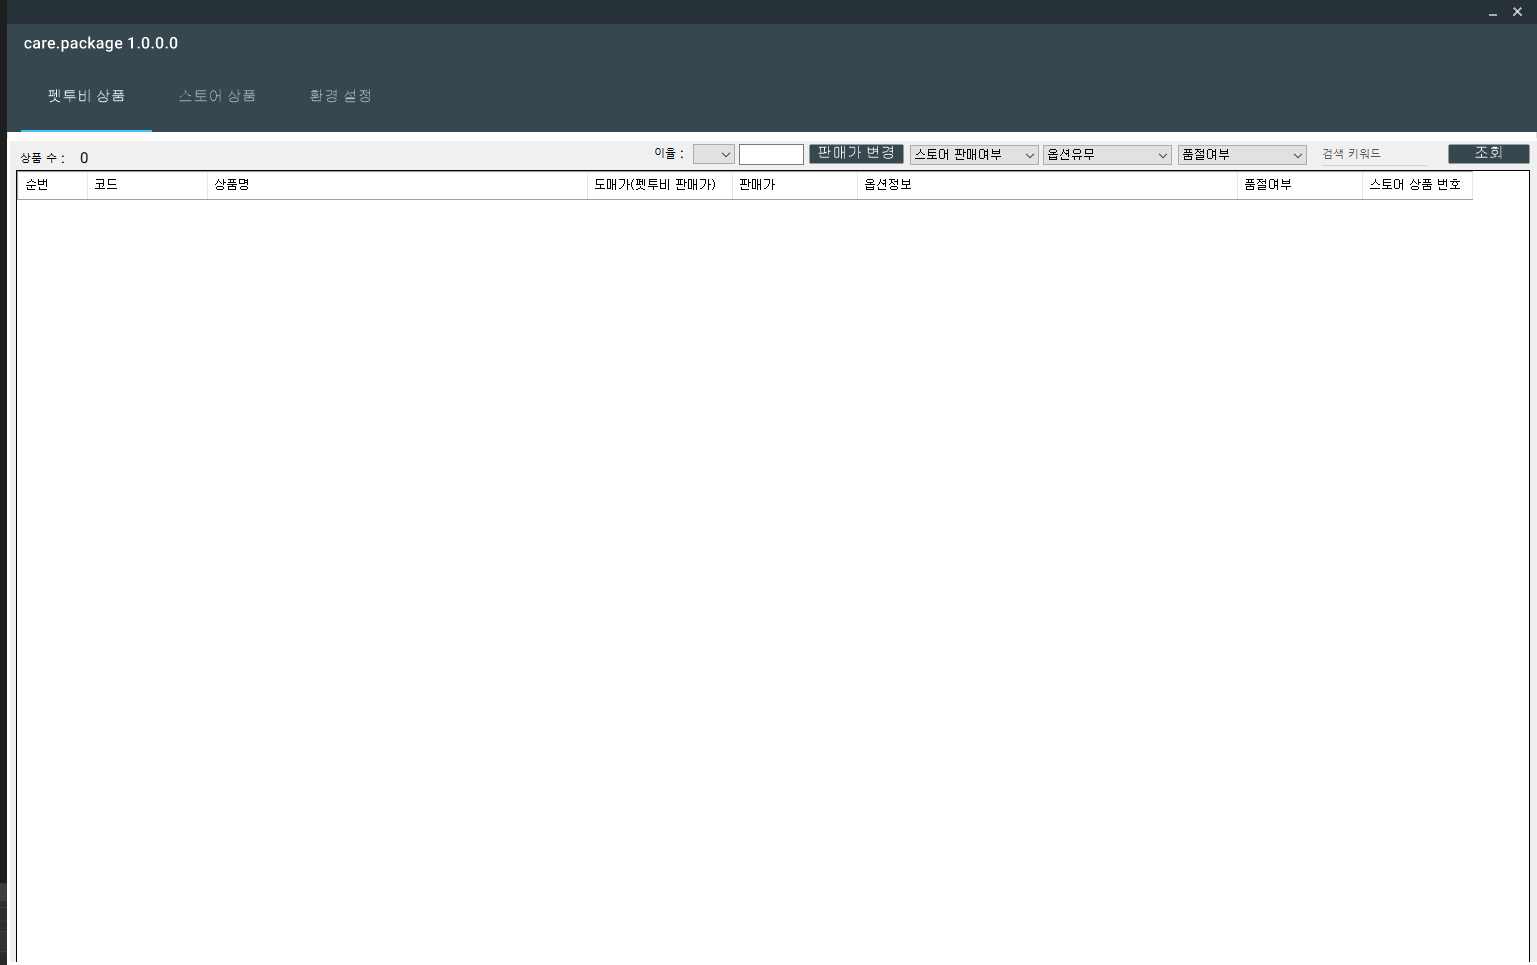 care.package 1.0.0.0
펫투비 상품 스토어 상품 환경 설정
상품 수 : 0 이율 : 판매가 변경 스토어 판매여부 옵션유무 품절여부 검색 키워드 조회
순번 코드 상품명 도매가(펫투비 판매가) 판매가 옵션정보 품절여부 스토어 상품 번호